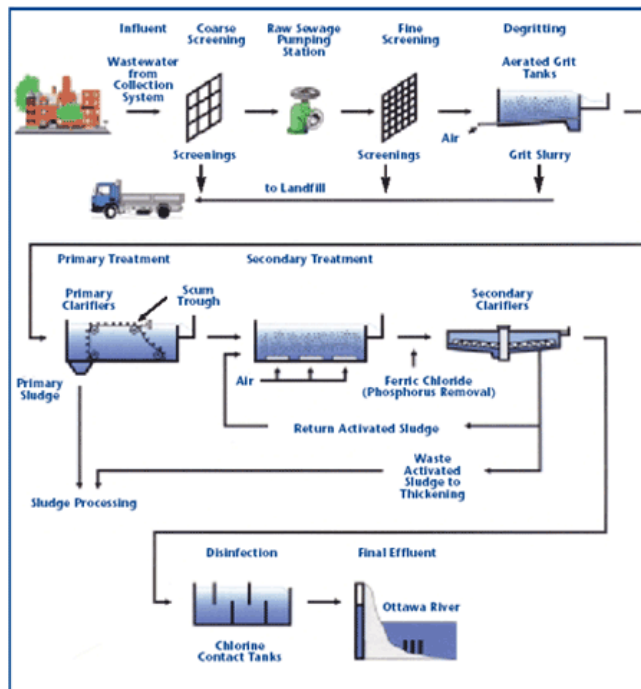 Influent
Coarse
Screening
Raw Sewage
Pumping
Station
Fine
Screening
Degritting
Wastewater
from
Collection
System
Aerated Grit
Tanks
Air
Screenings
Screenings
Grit Slurry
to Landfill
Primary Treatment
Secondary Treatment
Primary
Clarifiers
Scum
Trough
Secondary
Clarifiers
Primary
Sludge
Air
Ferric Chloride
(Phosphorus Removal)
Return Activated Sludge
Waste
Activated
Sludge to
Thickening
Sludge Processing
Disinfection
Final Effluent
Ottawa River
Chlorine
Contact Tanks